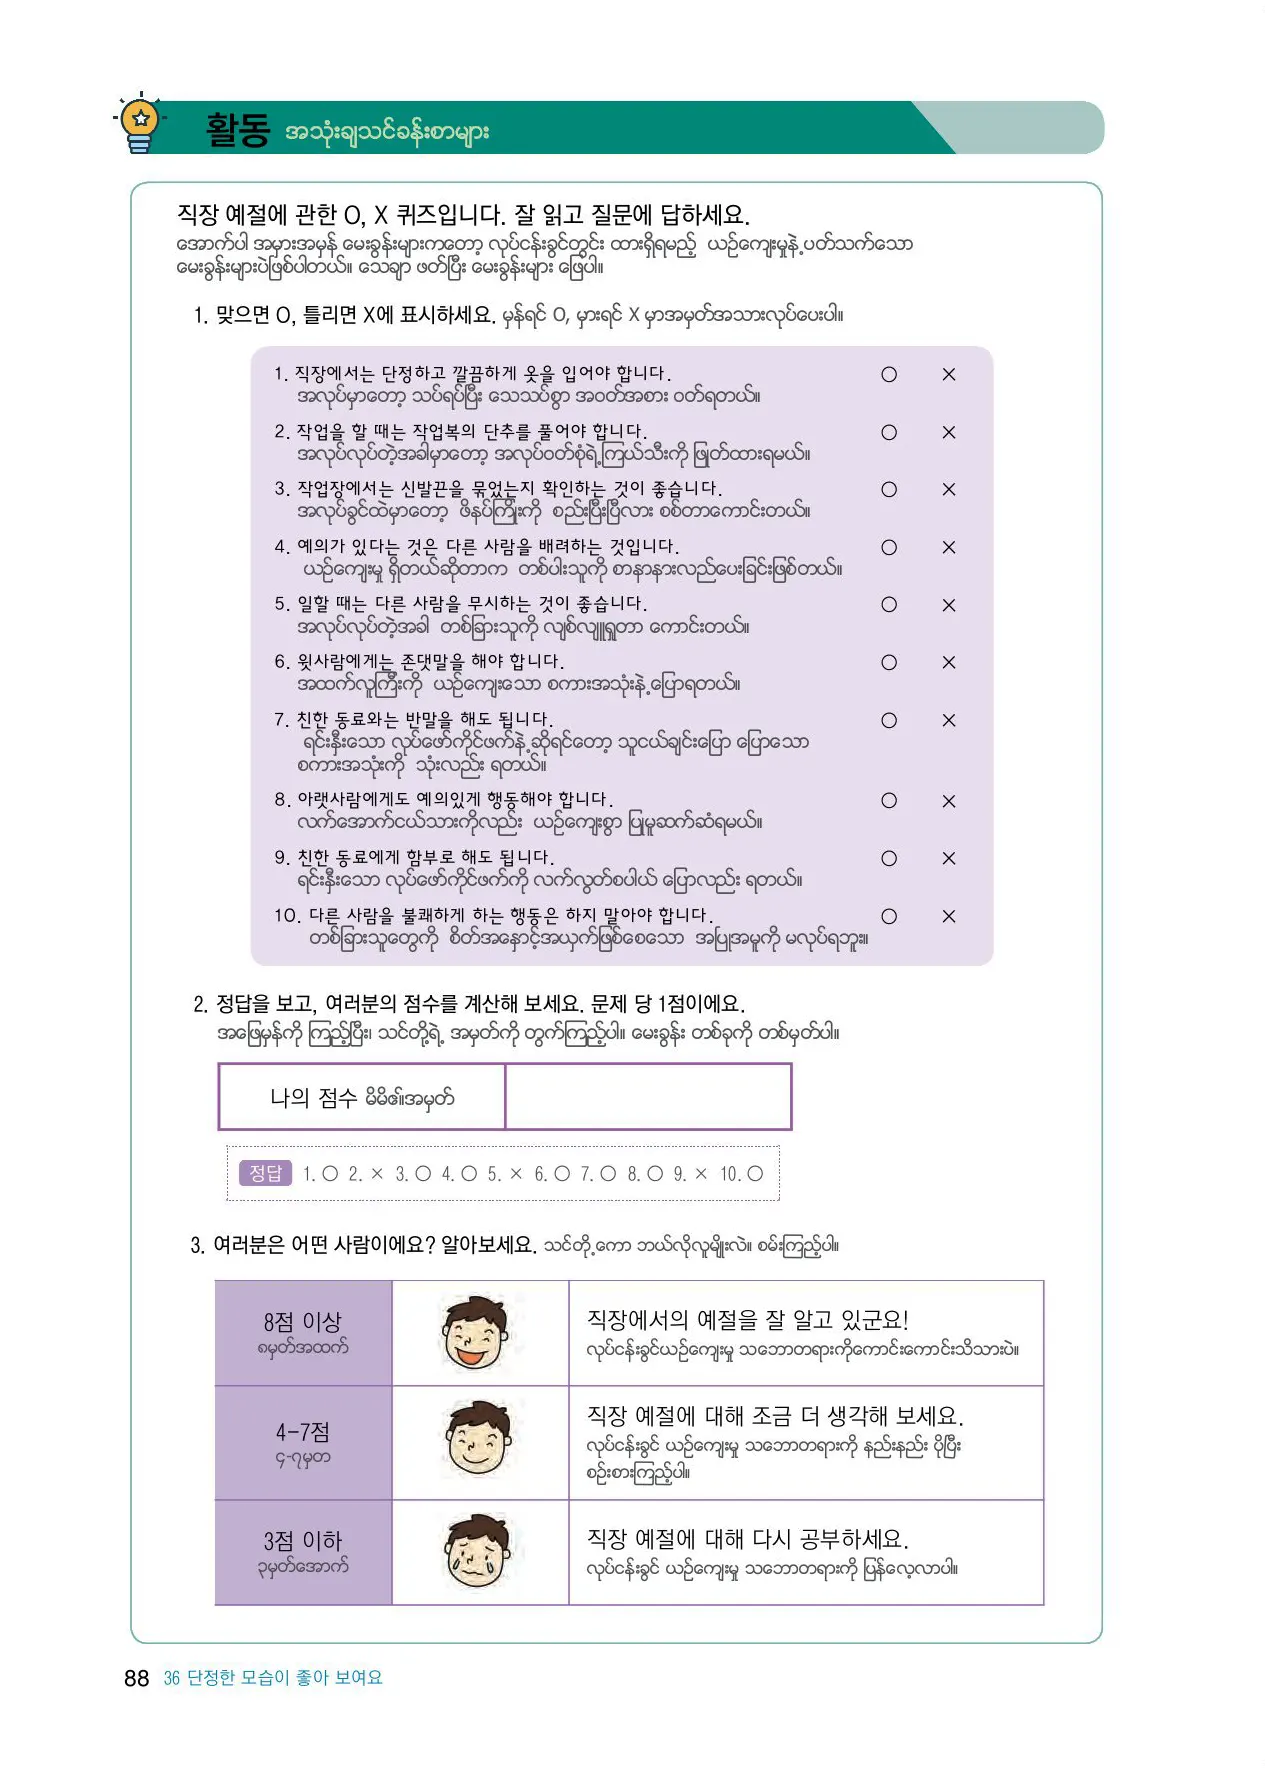 활동 အသုံးချသင်ခန်းစာများ
직장 예절에 관한 O, X 퀴즈입니다. 잘 읽고 질문에 답하세요.
အောက်ပါ အမှားအမှန် မေးခွန်းများကတော့ လုပ်ငန်းခွင်တွင်း ထားရှိရမည့် ယဉ်ကျေးမှုနဲ့ပတ်သက်သော
မေးခွန်းများပဲဖြစ်ပါတယ်။ သေချာ ဖတ်ပြီး မေးခွန်းများ ဖြေပါ။
1. 맞으면 O, 틀리면 X에 표시하세요. မှန်ရင် O, မှားရင် X မှာအမှတ်အသားလုပ်ပေးပါ။
1. 직장에서는 단정하고 깔끔하게 옷을 입어야 합니다. ○ ×
အလုပ်မှာတော့ သပ်ရပ်ပြီး သေသပ်စွာ အဝတ်အစား ဝတ်ရတယ်။
2. 작업을 할 때는 작업복의 단추를 풀어야 합니다. ○ ×
အလုပ်လုပ်တဲ့အခါမှာတော့ အလုပ်ဝတ်စုံရဲ့ကြယ်သီးကို ဖြုတ်ထားရမယ်။
3. 작업장에서는 신발끈을 묶었는지 확인하는 것이 좋습니다. ○ ×
အလုပ်ခွင်ထဲမှာတော့ ဖိနပ်ကြိုးကို စည်းပြီးပြီလား စစ်တာကောင်းတယ်။
4. 예의가 있다는 것은 다른 사람을 배려하는 것입니다. ○ ×
ယဉ်ကျေးမှု ရှိတယ်ဆိုတာက တစ်ပါးသူကို စာနာနားလည်ပေးခြင်းဖြစ်တယ်။
5. 일할 때는 다른 사람을 무시하는 것이 좋습니다. ○ ×
အလုပ်လုပ်တဲ့အခါ တစ်ခြားသူကို လျစ်လျူရှုတာ ကောင်းတယ်။
6. 윗사람에게는 존댓말을 해야 합니다. ○ ×
အထက်လူကြီးကို ယဉ်ကျေးသော စကားအသုံးနဲ့ပြောရတယ်။
7. 친한 동료와는 반말을 해도 됩니다. ○ ×
ရင်းနှီးသော လုပ်ဖော်ကိုင်ဖက်နဲ့ဆိုရင်တော့ သူငယ်ချင်းပြော ပြောသော
စကားအသုံးကို သုံးလည်း ရတယ်။
8. 아랫사람에게도 예의있게 행동해야 합니다. ○ ×
လက်အောက်ငယ်သားကိုလည်း ယဉ်ကျေးစွာ ပြုမူဆက်ဆံရမယ်။
9. 친한 동료에게 함부로 해도 됩니다. ○ ×
ရင်းနှီးသော လုပ်ဖော်ကိုင်ဖက်ကို လက်လွတ်စပါယ် ပြောလည်း ရတယ်။
10. 다른 사람을 불쾌하게 하는 행동은 하지 말아야 합니다. ○ ×
တစ်ခြားသူတွေကို စိတ်အနှောင့်အယှက်ဖြစ်စေသော အပြုအမူကို မလုပ်ရဘူး။
2. 정답을 보고, 여러분의 점수를 계산해 보세요. 문제 당 1점이에요.
အဖြေမှန်ကို ကြည့်ပြီး၊ သင်တို့ရဲ့ အမှတ်ကို တွက်ကြည့်ပါ။ မေးခွန်း တစ်ခုကို တစ်မှတ်ပါ။
나의 점수 မိမိ၏အမှတ်
정답 1. ○ 2. × 3. ○ 4. ○ 5. × 6. ○ 7. ○ 8. ○ 9. × 10. ○
3. 여러분은 어떤 사람이에요? 알아보세요. သင်တို့ကော ဘယ်လိုလူမျိုးလဲ။ စမ်းကြည့်ပါ။
8점 이상
၈မှတ်အထက်
직장에서의 예절을 잘 알고 있군요!
လုပ်ငန်းခွင်ယဉ်ကျေးမှု သဘောတရားကိုကောင်းကောင်းသိသားပဲ။
4-7점
၄-၇မှတ
직장 예절에 대해 조금 더 생각해 보세요.
လုပ်ငန်းခွင် ယဉ်ကျေးမှု သဘောတရားကို နည်းနည်း ပိုပြီး
စဉ်းစားကြည့်ပါ။
3점 이하
၃မှတ်အောက်
직장 예절에 대해 다시 공부하세요.
လုပ်ငန်းခွင် ယဉ်ကျေးမှု သဘောတရားကို ပြန်လေ့လာပါ။
88 36 단정한 모습이 좋아 보여요